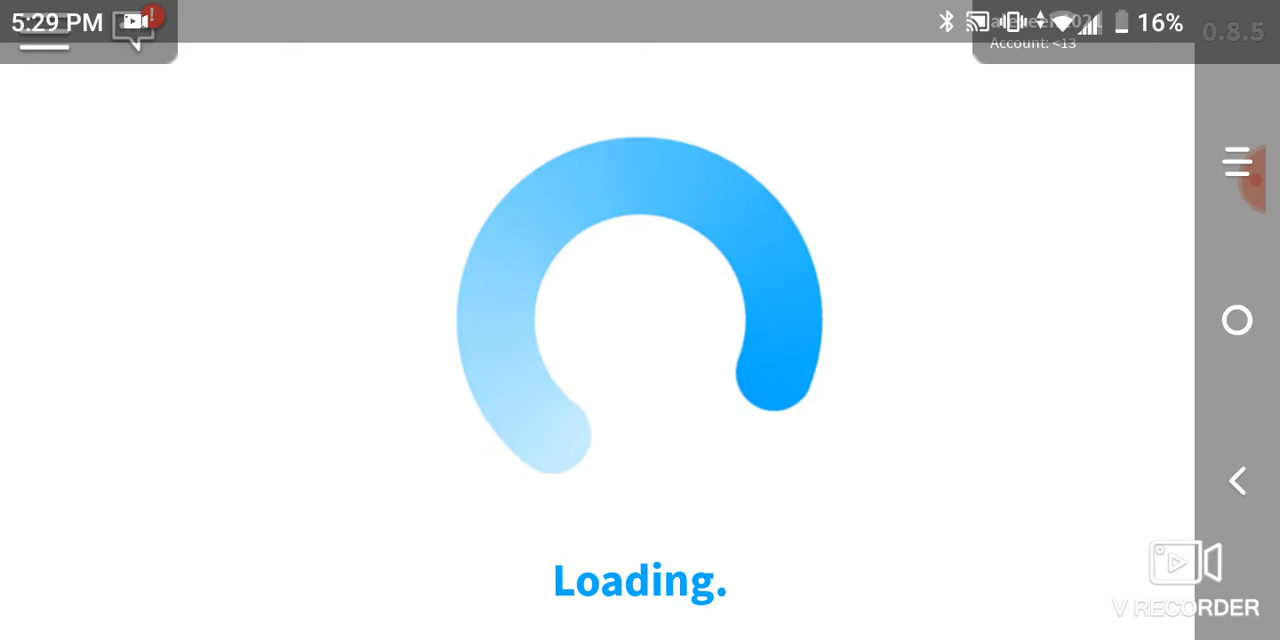 5:29 PM
16%
0.8.5
Account: <13
Loading.
V RECORDER